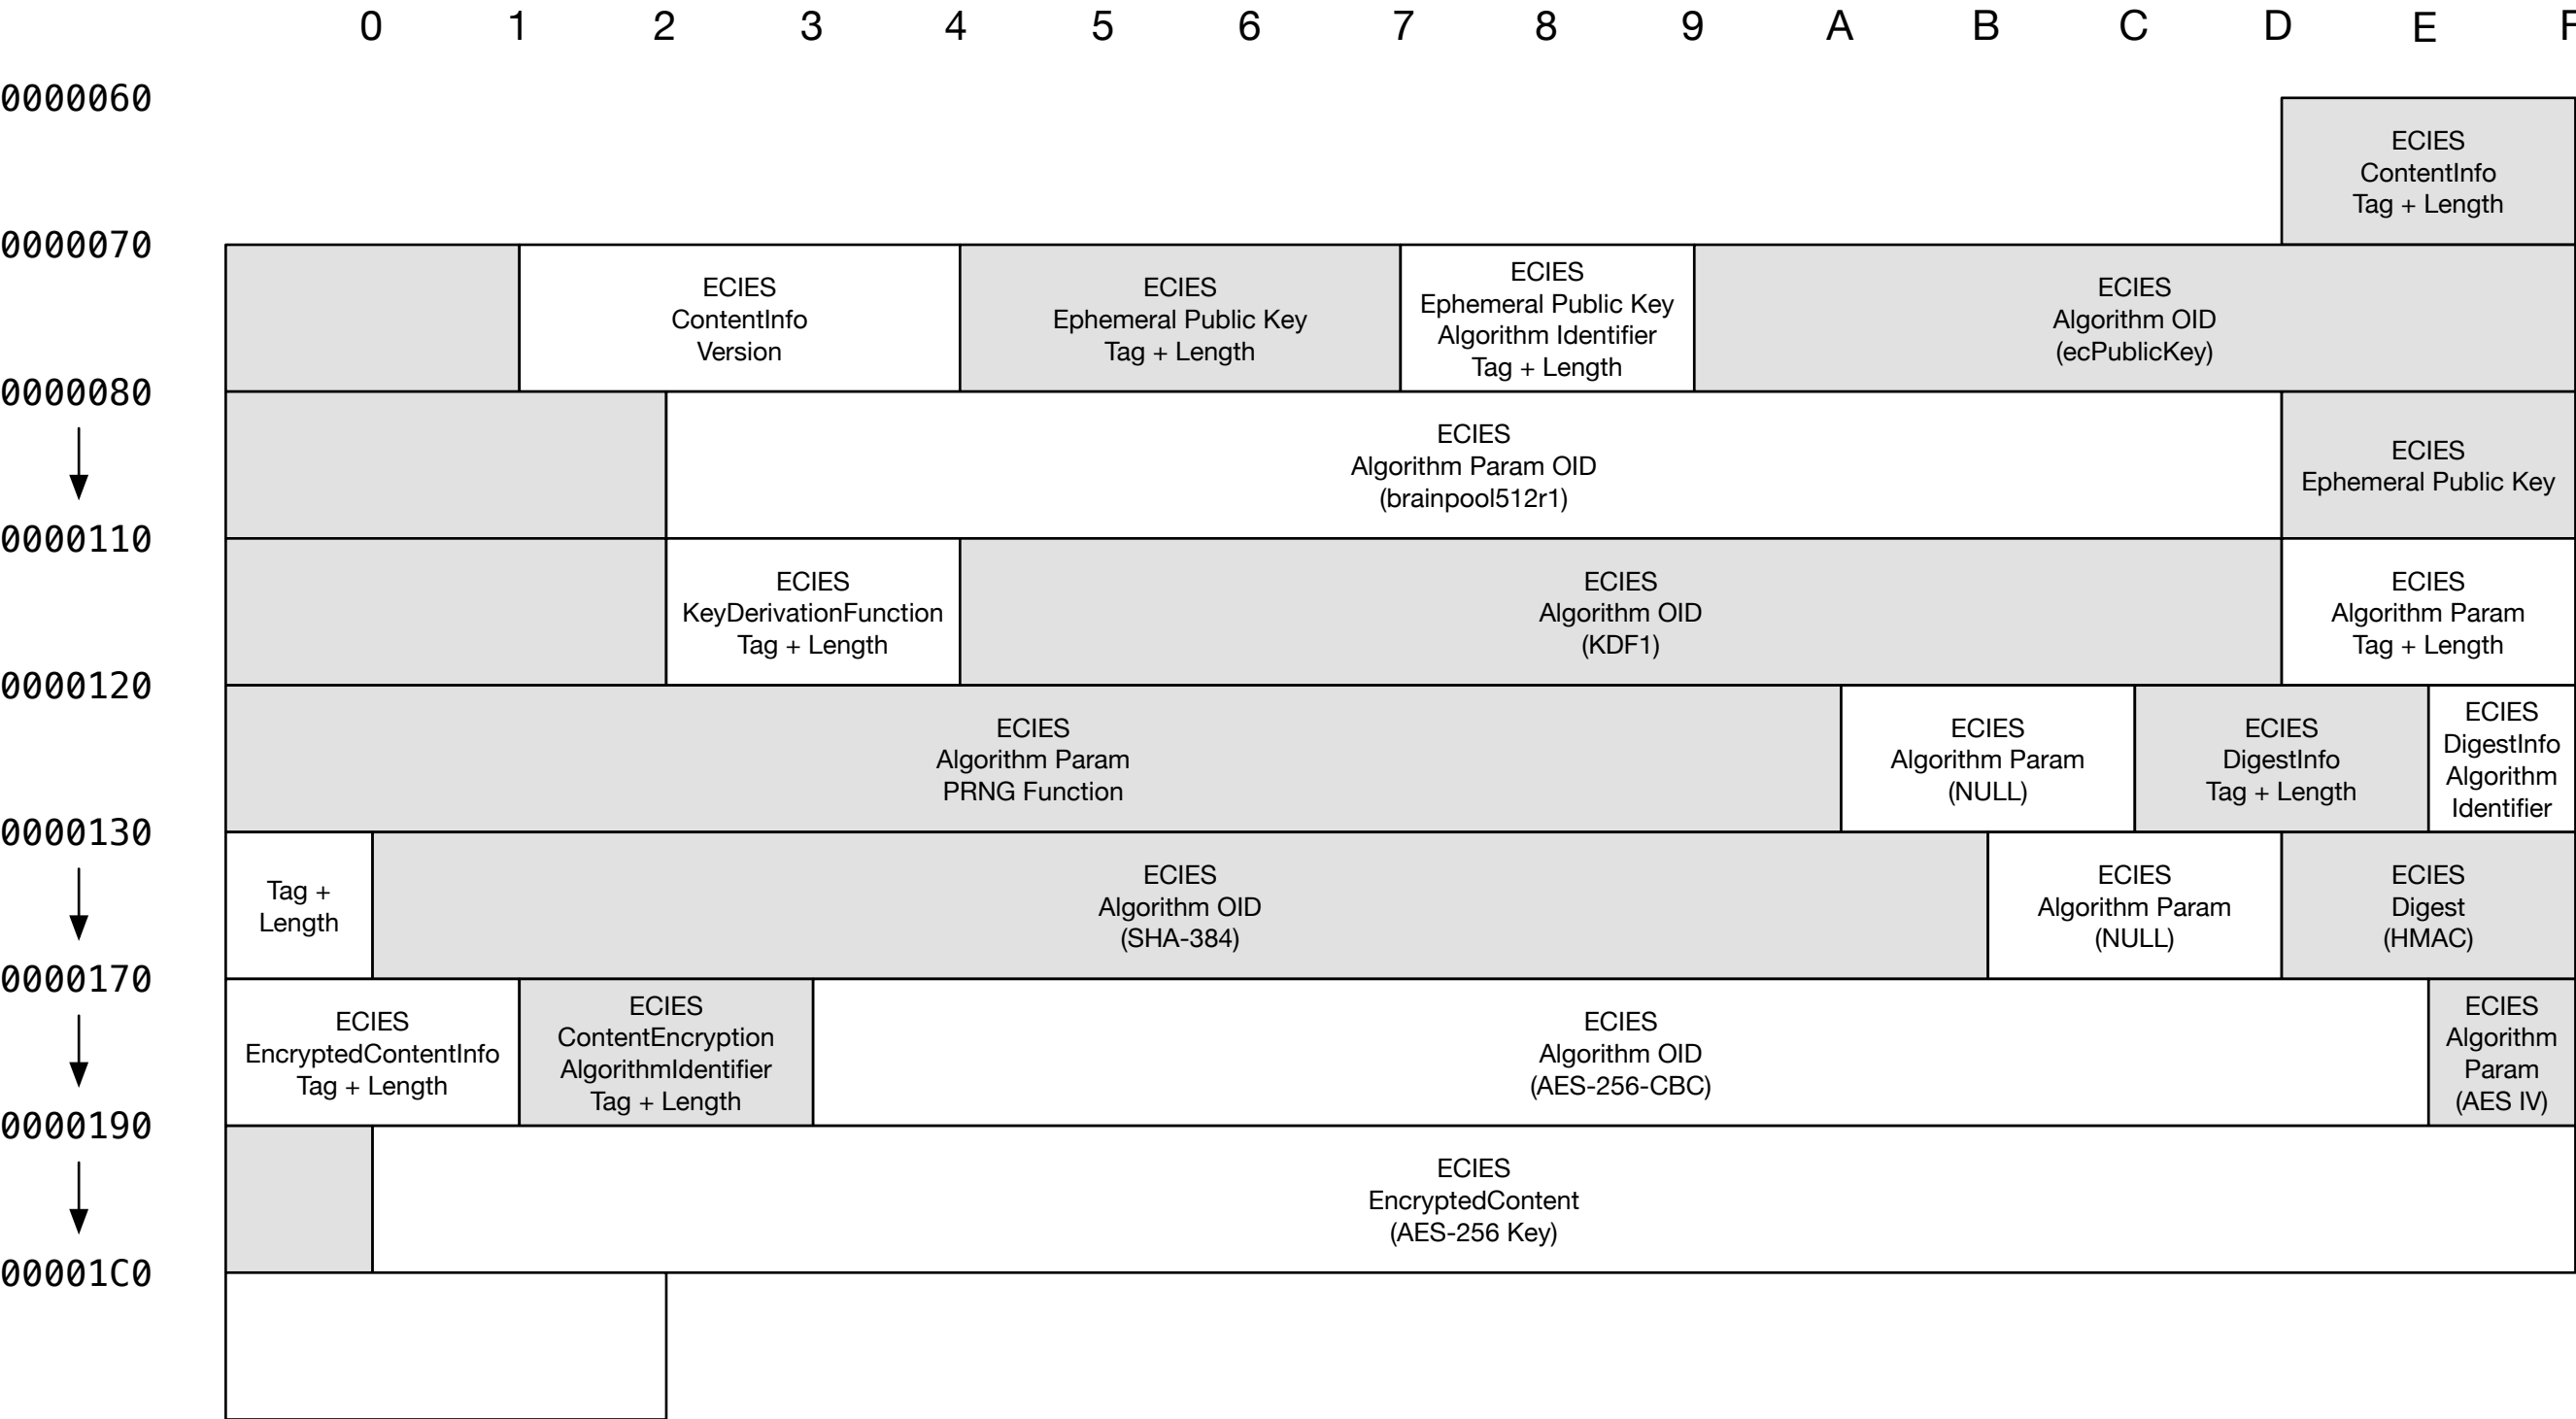 0 1 2 3 4 5 6 7 8 9 A B C D E F
0000060
ECIES
ContentInfo
Tag + Length
0000070
ECIES
ContentInfo
Version
ECIES
Ephemeral Public Key
Tag + Length
ECIES
Ephemeral Public Key
Algorithm Identifier
Tag + Length
ECIES
Algorithm OID
(ecPublicKey)
0000080
ECIES
Algorithm Param OID
(brainpool512r1)
ECIES
Ephemeral Public Key
0000110
ECIES
KeyDerivationFunction
Tag + Length
ECIES
Algorithm OID
(KDF1)
ECIES
Algorithm Param
Tag + Length
0000120
ECIES
Algorithm Param
PRNG Function
ECIES
Algorithm Param
(NULL)
ECIES
DigestInfo
Tag + Length
ECIES
DigestInfo
Algorithm
Identifier
0000130
Tag +
Length
ECIES
Algorithm OID
(SHA-384)
ECIES
Algorithm Param
(NULL)
ECIES
Digest
(HMAC)
0000170
ECIES
EncryptedContentInfo
Tag + Length
ECIES
ContentEncryption
AlgorithmIdentifier
Tag + Length
ECIES
Algorithm OID
(AES-256-CBC)
ECIES
Algorithm
Param
(AES IV)
0000190
ECIES
EncryptedContent
(AES-256 Key)
00001C0